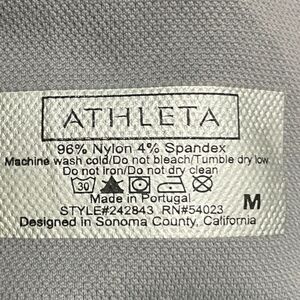 ATHLETA
96% Nylon 4% Spandex
Machine wash cold/Do not bleach/Tumble dry low
Do not Iron/Do not dry clean
30
Made in Portugal
M
STYLE#242843 RN#54023
Designed in Sonoma County, California